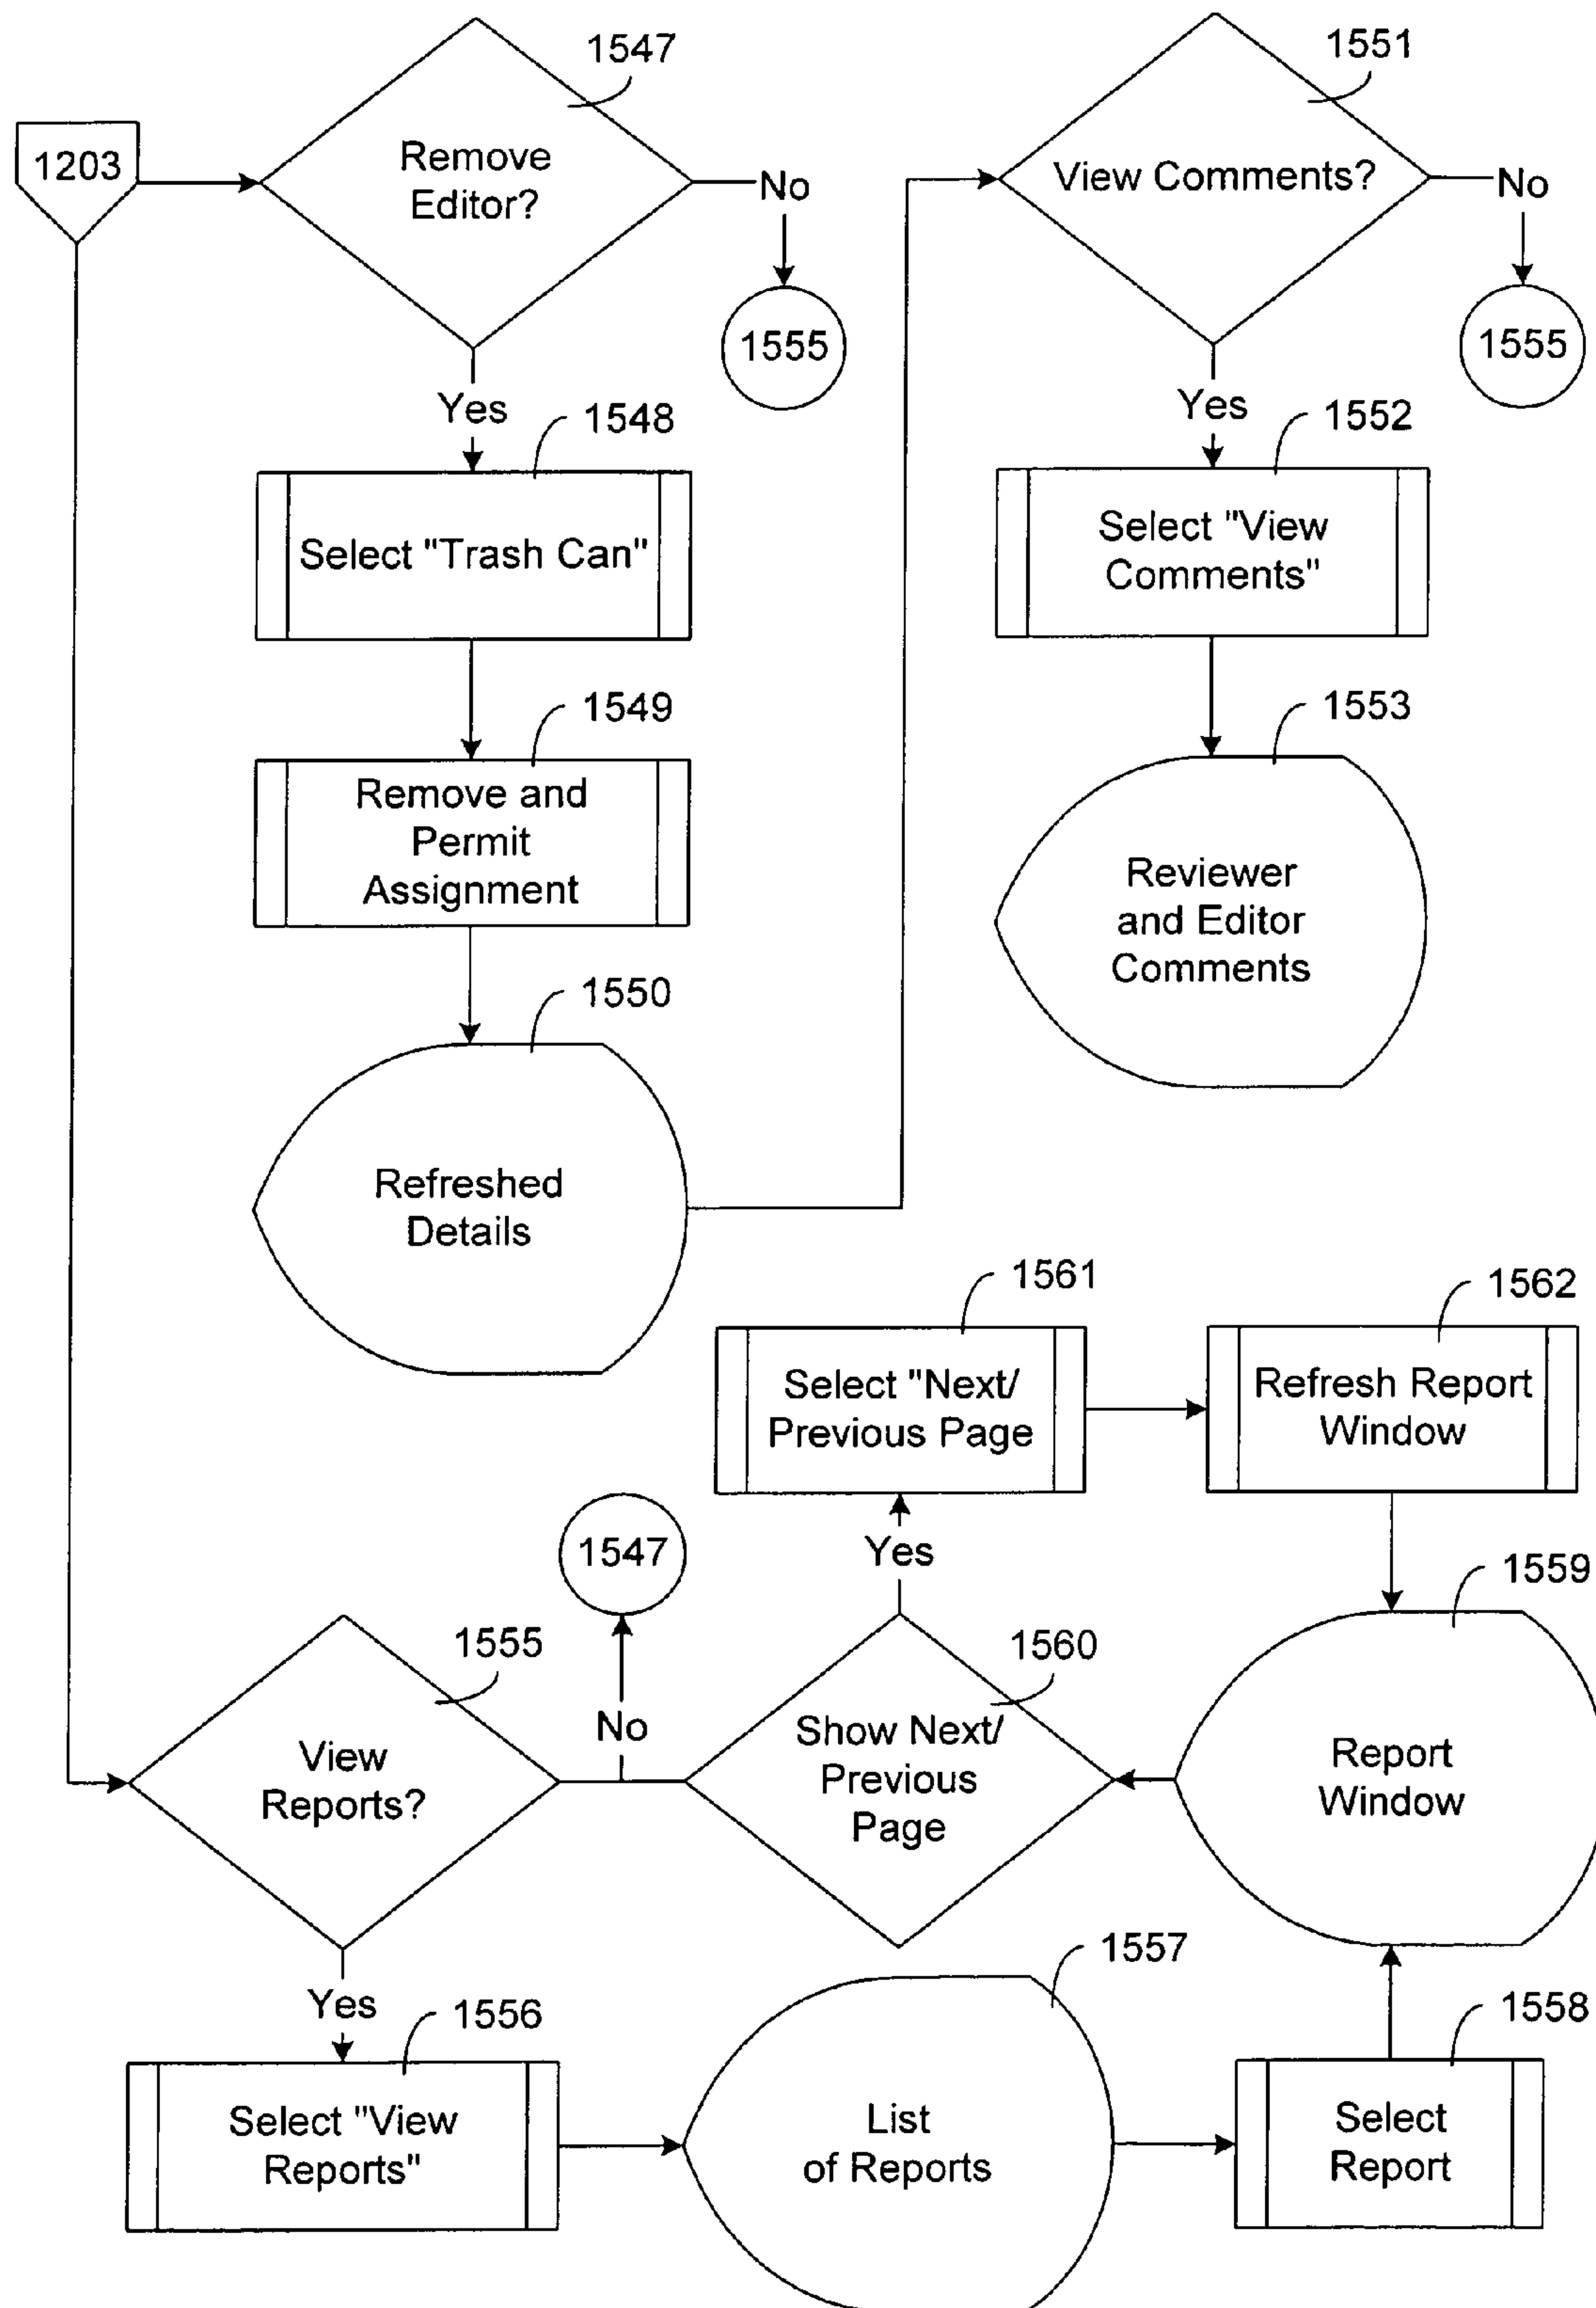 1203
1547
Remove
Editor?
No
1555
Yes
1548
Select "Trash Can"
1549
Remove and
Permit
Assignment
1550
Refreshed
Details
1551
View Comments?
No
1555
Yes
1552
Select "View
Comments"
1553
Reviewer
and Editor
Comments
1561
Select "Next/
Previous Page
1562
Refresh Report
Window
1547
Yes
1559
1555
No
1560
View
Reports?
Show Next/
Previous
Page
Report
Window
Yes
1556
Select "View
Reports"
1557
List
of Reports
1558
Select
Report